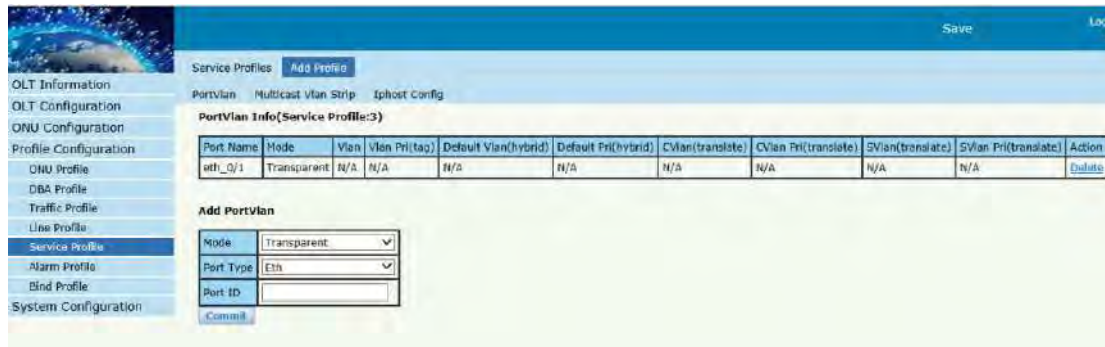 Save
Service Profiles Add Profile
OLT Information
OLT Configuration
ONU Configuration
Profile Configuration
ONU Profile
DBA Profile
Traffic Profile
Line Profile
Service Profile
Alarm Profile
Bind Profile
System Configuration
PortVlan Multicast Vlan Strip Iphost Config
PortVlan Info(Service Profile:3)
Port Name Mode Vlan Vlan Pri(tag) Default Vlan(hybrid) Default Pri(hybrid) CVlan(translate) CVlan Pri(translate) SVlan(translate) SVlan Pri(translate) Action
eth_0/1 Transparent N/A N/A N/A N/A N/A N/A N/A N/A Delete
Add PortVlan
Mode Transparent
Port Type Eth
Port ID
Commit